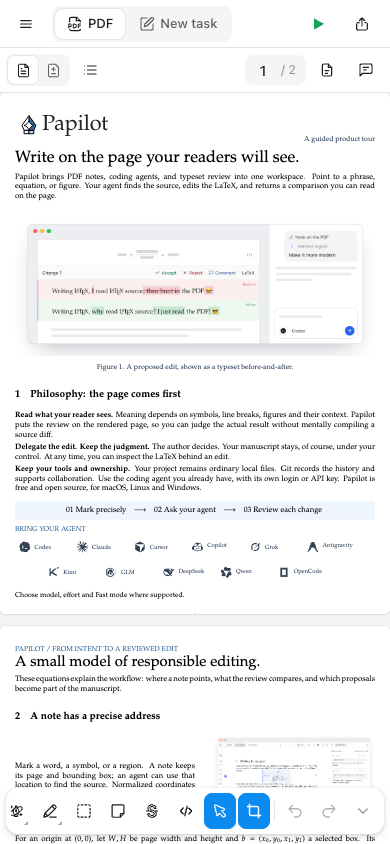 PDF
New task
1 / 2
Papilot
A guided product tour
Write on the page your readers will see.
Papilot brings PDF notes, coding agents, and typeset review into one workspace. Point to a phrase,
equation, or figure. Your agent finds the source, edits the LaTeX, and returns a comparison you can read
on the page.
Note on the PDF
Marked region
Make it more modern
Change 1
Accept
Reject
Comment
LaTeX
Before
Writing LATEX, I read LATEX source, then hunt in the PDF
After
Writing LATEX, why read LATEX source? I just read the PDF!
Codex
Figure 1. A proposed edit, shown as a typeset before-and-after.
1 Philosophy: the page comes first
Read what your reader sees. Meaning depends on symbols, line breaks, figures and their context. Papilot
puts the review on the rendered page, so you can judge the actual result without mentally compiling a
source diff.
Delegate the edit. Keep the judgment. The author decides. Your manuscript stays, of course, under your
control. At any time, you can inspect the LaTeX behind an edit.
Keep your tools and ownership. Your project remains ordinary local files. Git records the history and
supports collaboration. Use the coding agent you already have, with its own login or API key. Papilot is
free and open source, for macOS, Linux and Windows.
01 Mark precisely ⟶ 02 Ask your agent ⟶ 03 Review each change
BRING YOUR AGENT
Codex Claude Cursor Copilot Grok Antigravity
Kimi GLM DeepSeek Qwen OpenCode
Choose model, effort and Fast mode where supported.
PAPILOT / FROM INTENT TO A REVIEWED EDIT
A small model of responsible editing.
These equations explain the workflow: where a note points, what the review compares, and which proposals
become part of the manuscript.
2 A note has a precise address
Mark a word, a symbol, or a region. A note keeps
its page and bounding box; an agent can use that
location to find the source. Normalized coordinates
For an origin at (0, 0), let W, H be page width and height and b = (x₀, y₀, x₁, y₁) a selected box. Its